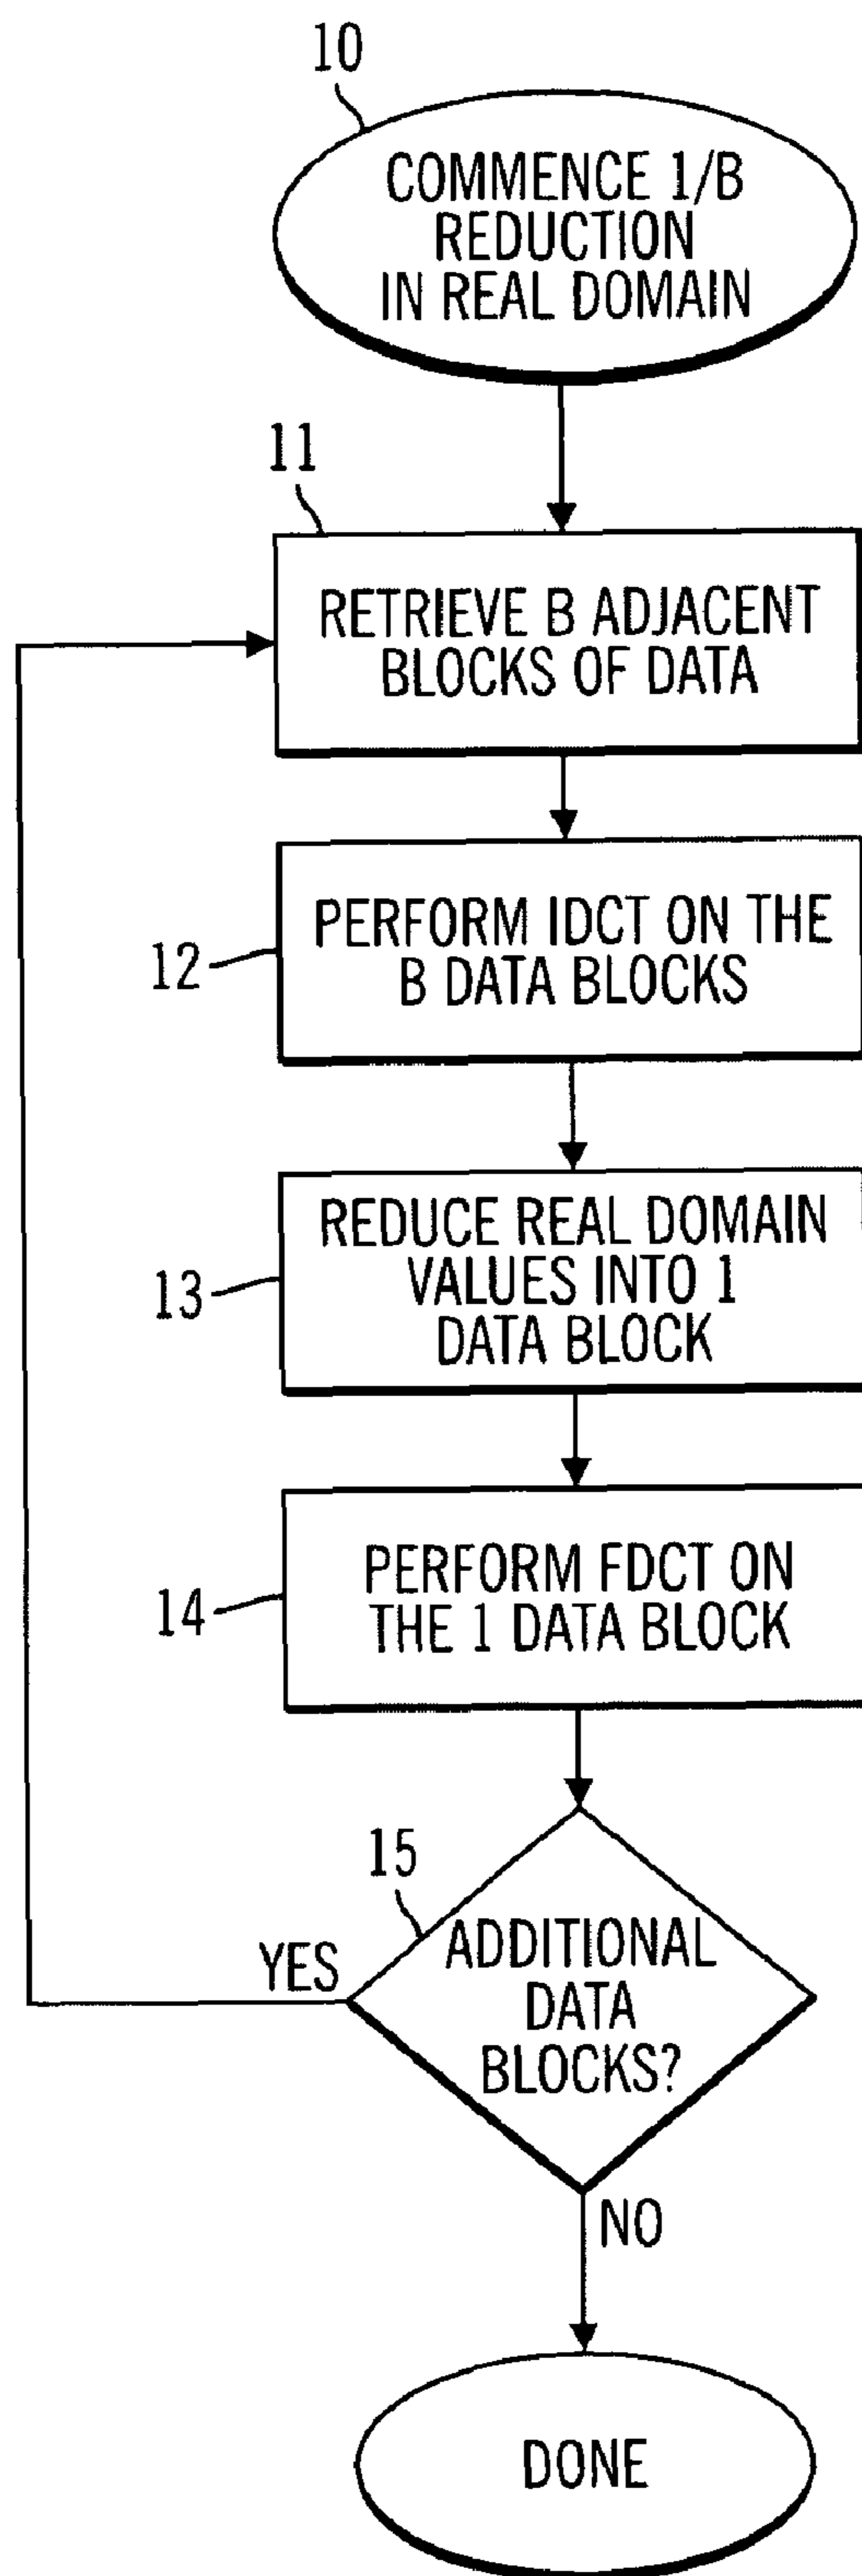 10
COMMENCE 1/B
REDUCTION
IN REAL DOMAIN
11
RETRIEVE B ADJACENT
BLOCKS OF DATA
12
PERFORM IDCT ON THE
B DATA BLOCKS
13
REDUCE REAL DOMAIN
VALUES INTO 1
DATA BLOCK
14
PERFORM FDCT ON
THE 1 DATA BLOCK
15
ADDITIONAL
DATA
BLOCKS?
YES
NO
DONE